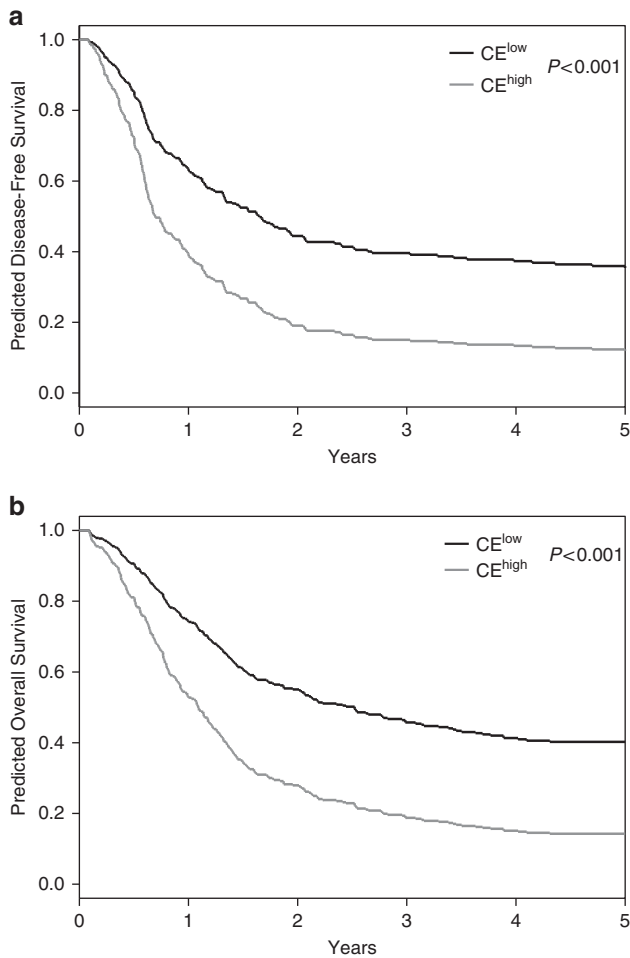 a
Predicted Disease-Free Survival
1.0
0.8
0.6
0.4
0.2
0.0
CE^low
CE^high
P<0.001
0 1 2 3 4 5
Years
b
Predicted Overall Survival
1.0
0.8
0.6
0.4
0.2
0.0
CE^low
CE^high
P<0.001
0 1 2 3 4 5
Years